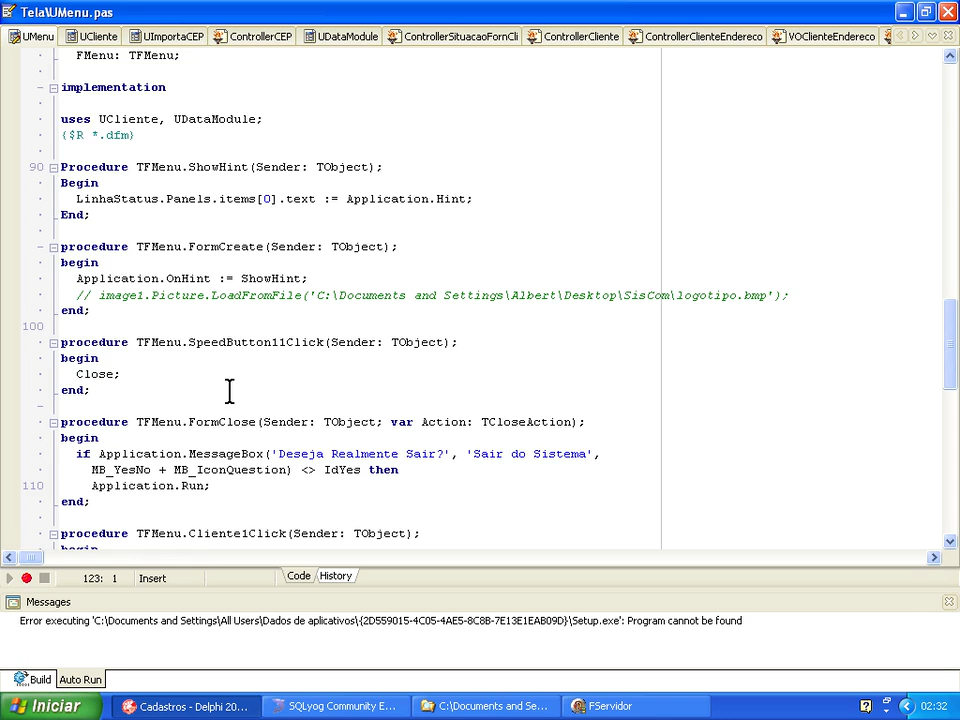 Tela\UMenu.pas
UMenu UCliente UImportaCEP ControllerCEP UDataModule ControllerSituacaoFornCli ControllerCliente ControllerClienteEndereco VOClienteEndereco
FMenu: TFMenu;
implementation
uses UCliente, UDataModule;
{$R *.dfm}
90 Procedure TFMenu.ShowHint(Sender: TObject);
Begin
LinhaStatus.Panels.items[0].text := Application.Hint;
End;
procedure TFMenu.FormCreate(Sender: TObject);
begin
Application.OnHint := ShowHint;
// image1.Picture.LoadFromFile('C:\Documents and Settings\Albert\Desktop\SisCom\logotipo.bmp');
end;
100
procedure TFMenu.SpeedButton11Click(Sender: TObject);
begin
Close;
end;
procedure TFMenu.FormClose(Sender: TObject; var Action: TCloseAction);
begin
if Application.MessageBox('Deseja Realmente Sair?', 'Sair do Sistema',
MB_YesNo + MB_IconQuestion) <> IdYes then
110 Application.Run;
end;
procedure TFMenu.Cliente1Click(Sender: TObject);
begin
123: 1 Insert Code History
Messages
Error executing 'C:\Documents and Settings\All Users\Dados de aplicativos\{2D559015-4C05-4AE5-8C8B-7E13E1EAB09D}\Setup.exe': Program cannot be found
Build Auto Run
Iniciar Cadastros - Delphi 20... SQLyog Community E... C:\Documents and Se... FServidor 02:32